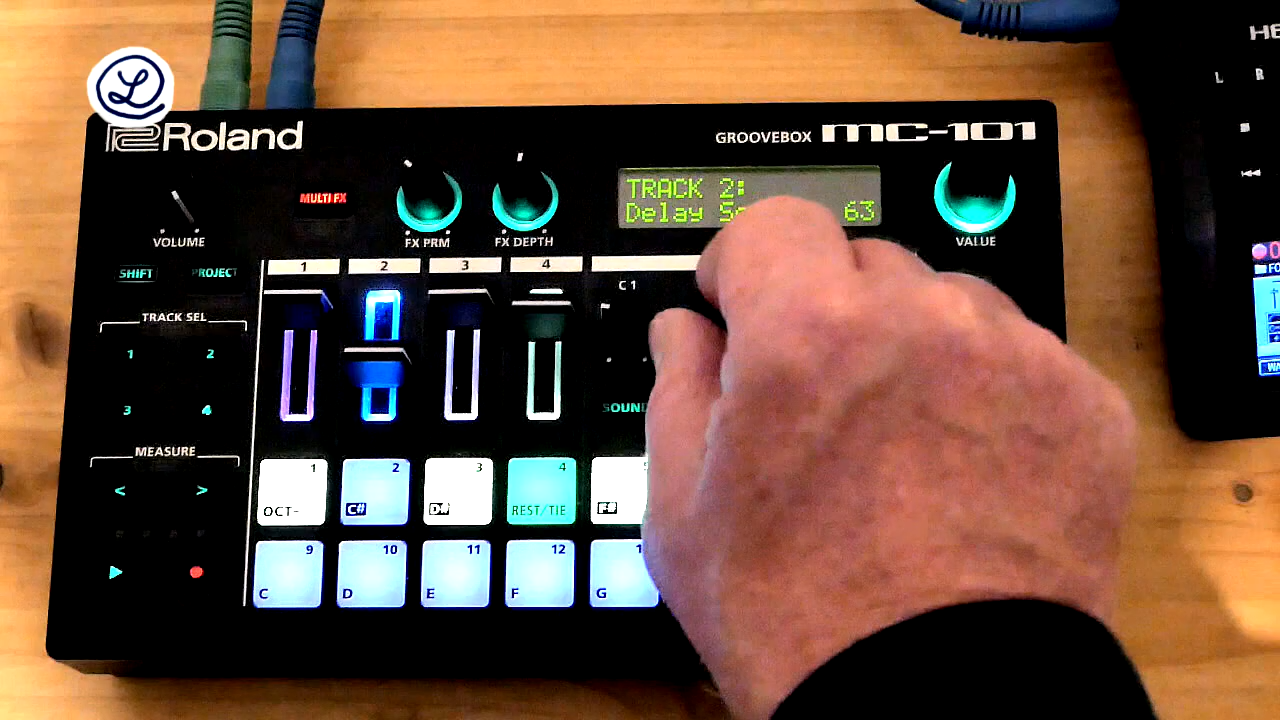 L
Roland
GROOVEBOX MC-101
VOLUME
MULTI FX
FX PRM
FX DEPTH
TRACK 2:
Delay 63
VALUE
SHIFT
PROJECT
1
2
3
4
C 1
TRACK SEL
1
2
3
4
SOUND
MEASURE
<
>
1
OCT-
2
C#
3
D#
4
REST/TIE
F#
9
C
10
D
11
E
12
F
G
L
R